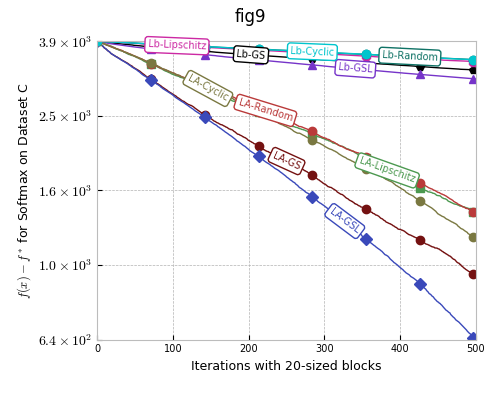 fig9
3.9 × 10³
2.5 × 10³
1.6 × 10³
1.0 × 10³
6.4 × 10²
f(x) − f* for Softmax on Dataset C
Lb-Lipschitz
Lb-GS
Lb-Cyclic
Lb-GSL
Lb-Random
LA-Cyclic
LA-Random
LA-GS
LA-Lipschitz
LA-GSL
0 100 200 300 400 500
Iterations with 20-sized blocks